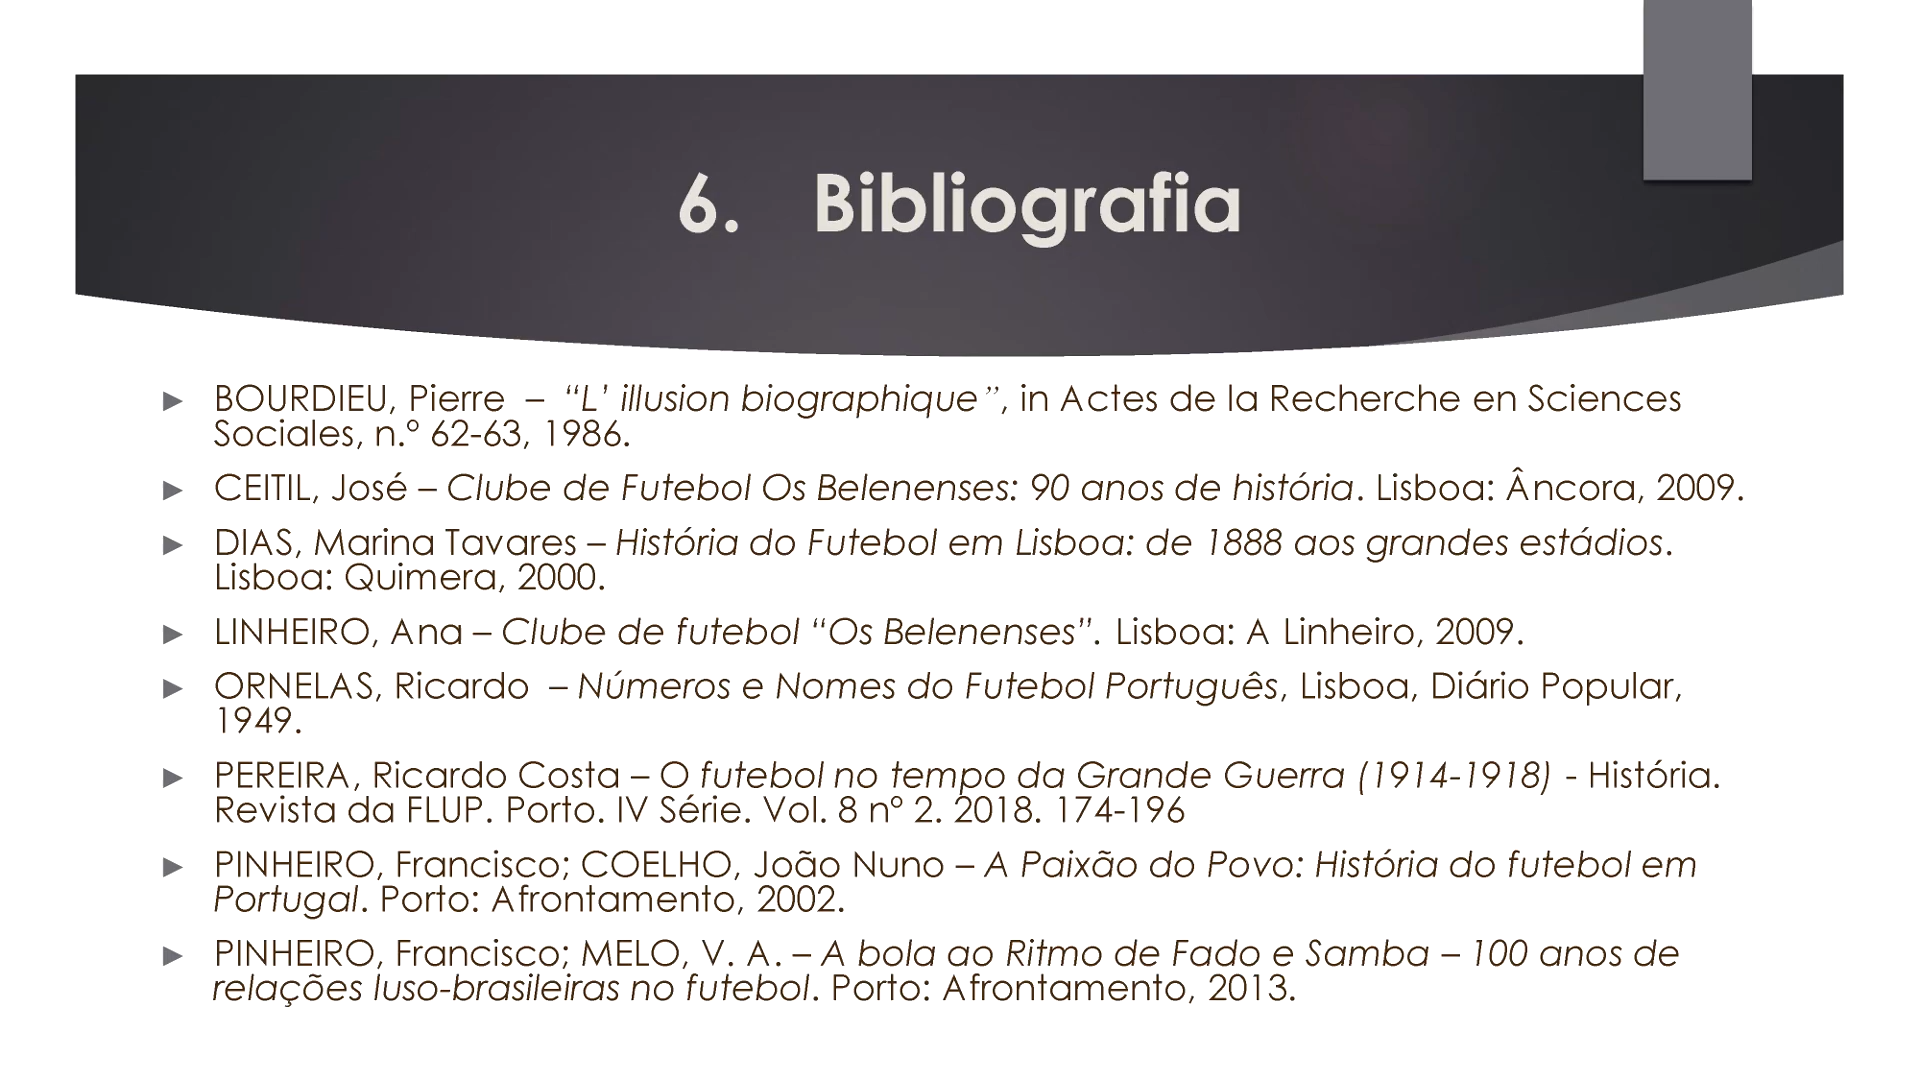 6. Bibliografia
► BOURDIEU, Pierre – “L’ illusion biographique”, in Actes de la Recherche en Sciences
Sociales, n.º 62-63, 1986.
► CEITIL, José – Clube de Futebol Os Belenenses: 90 anos de história. Lisboa: Âncora, 2009.
► DIAS, Marina Tavares – História do Futebol em Lisboa: de 1888 aos grandes estádios.
Lisboa: Quimera, 2000.
► LINHEIRO, Ana – Clube de futebol “Os Belenenses”. Lisboa: A Linheiro, 2009.
► ORNELAS, Ricardo – Números e Nomes do Futebol Português, Lisboa, Diário Popular,
1949.
► PEREIRA, Ricardo Costa – O futebol no tempo da Grande Guerra (1914-1918) - História.
Revista da FLUP. Porto. IV Série. Vol. 8 nº 2. 2018. 174-196
► PINHEIRO, Francisco; COELHO, João Nuno – A Paixão do Povo: História do futebol em
Portugal. Porto: Afrontamento, 2002.
► PINHEIRO, Francisco; MELO, V. A. – A bola ao Ritmo de Fado e Samba – 100 anos de
relações luso-brasileiras no futebol. Porto: Afrontamento, 2013.